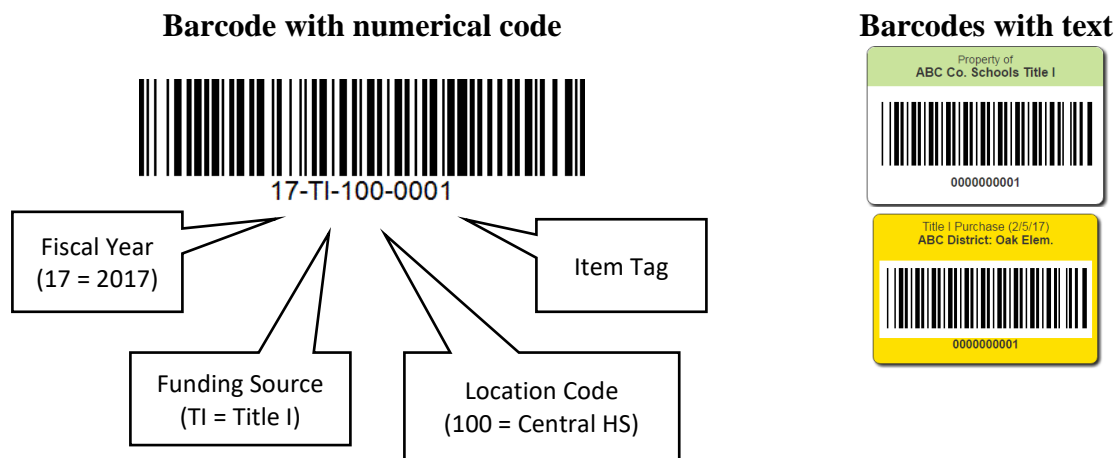 Barcode with numerical code
17-TI-100-0001
Fiscal Year
(17 = 2017)
Funding Source
(TI = Title I)
Location Code
(100 = Central HS)
Item Tag
Barcodes with text
Property of
ABC Co. Schools Title I
0000000001
Title I Purchase (2/5/17)
ABC District: Oak Elem.
0000000001